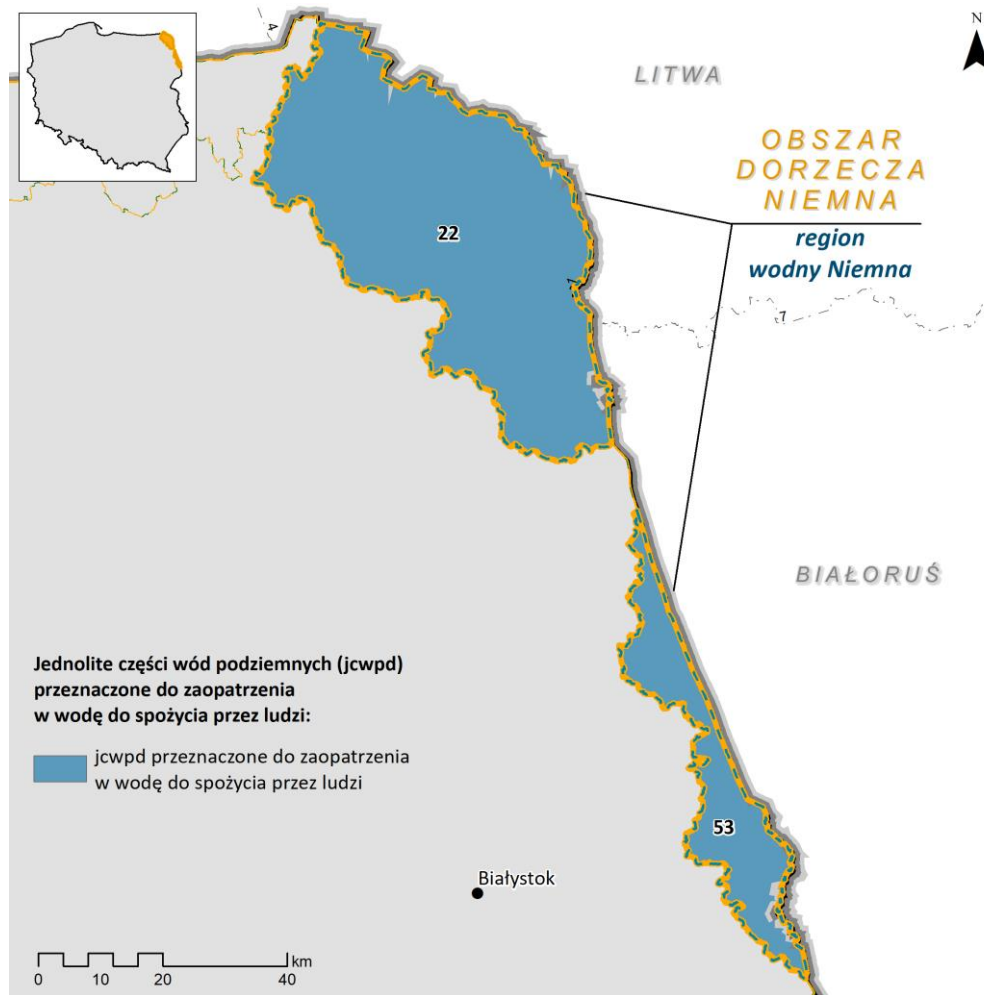 N
LITWA
OBSZAR
DORZECZA
NIEMNA
region
wodny Niemna
22
BIAŁORUŚ
Jednolite części wód podziemnych (jcwpd)
przeznaczone do zaopatrzenia
w wodę do spożycia przez ludzi:
jcwpd przeznaczone do zaopatrzenia
w wodę do spożycia przez ludzi
53
Białystok
km
0 10 20 40